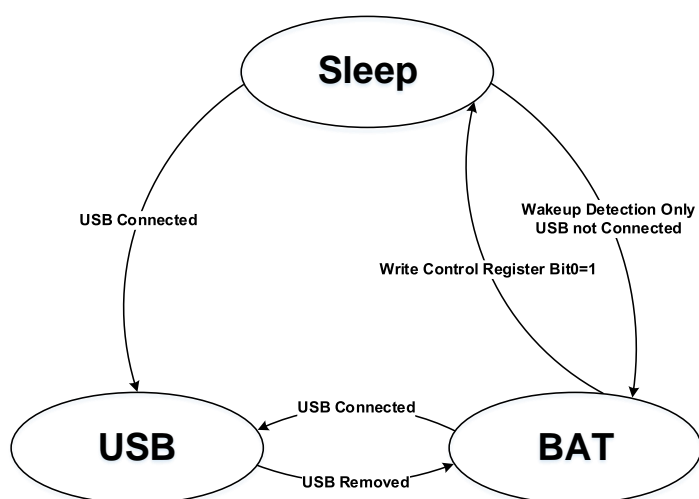 Sleep
USB Connected
Wakeup Detection Only
USB not Connected
Write Control Register Bit0=1
USB Connected
USB
BAT
USB Removed